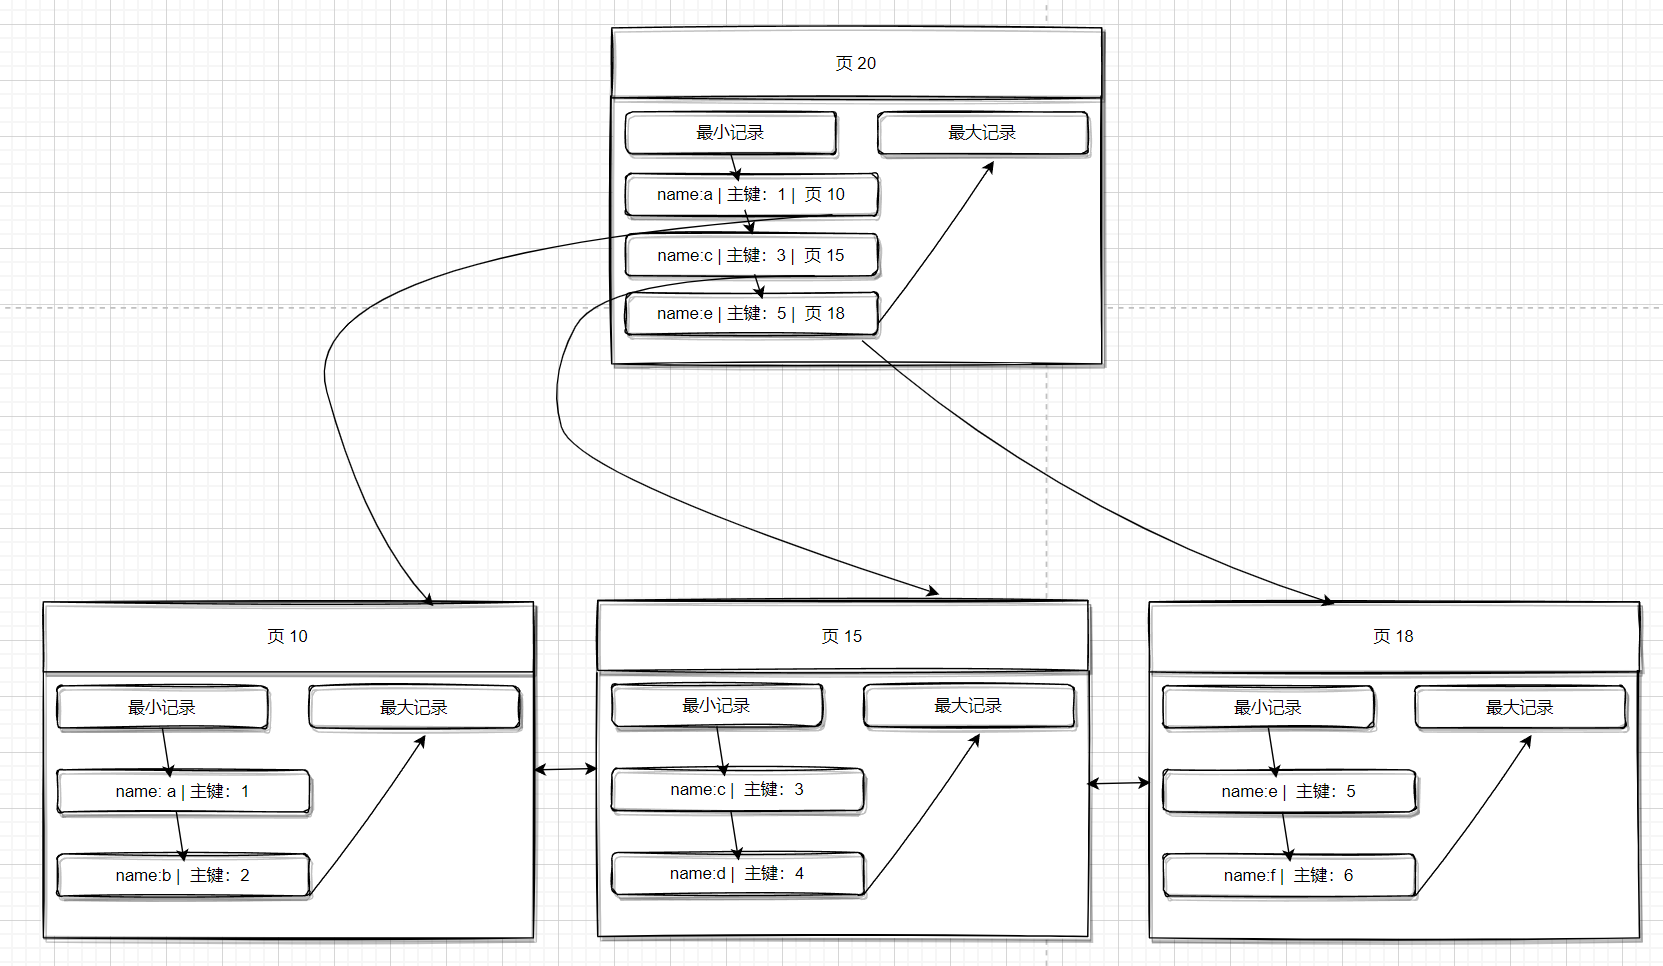 页 20
最小记录
最大记录
name:a | 主键：1 | 页 10
name:c | 主键：3 | 页 15
name:e | 主键：5 | 页 18
页 10
最小记录
最大记录
name: a | 主键：1
name:b | 主键：2
页 15
最小记录
最大记录
name:c | 主键：3
name:d | 主键：4
页 18
最小记录
最大记录
name:e | 主键：5
name:f | 主键：6